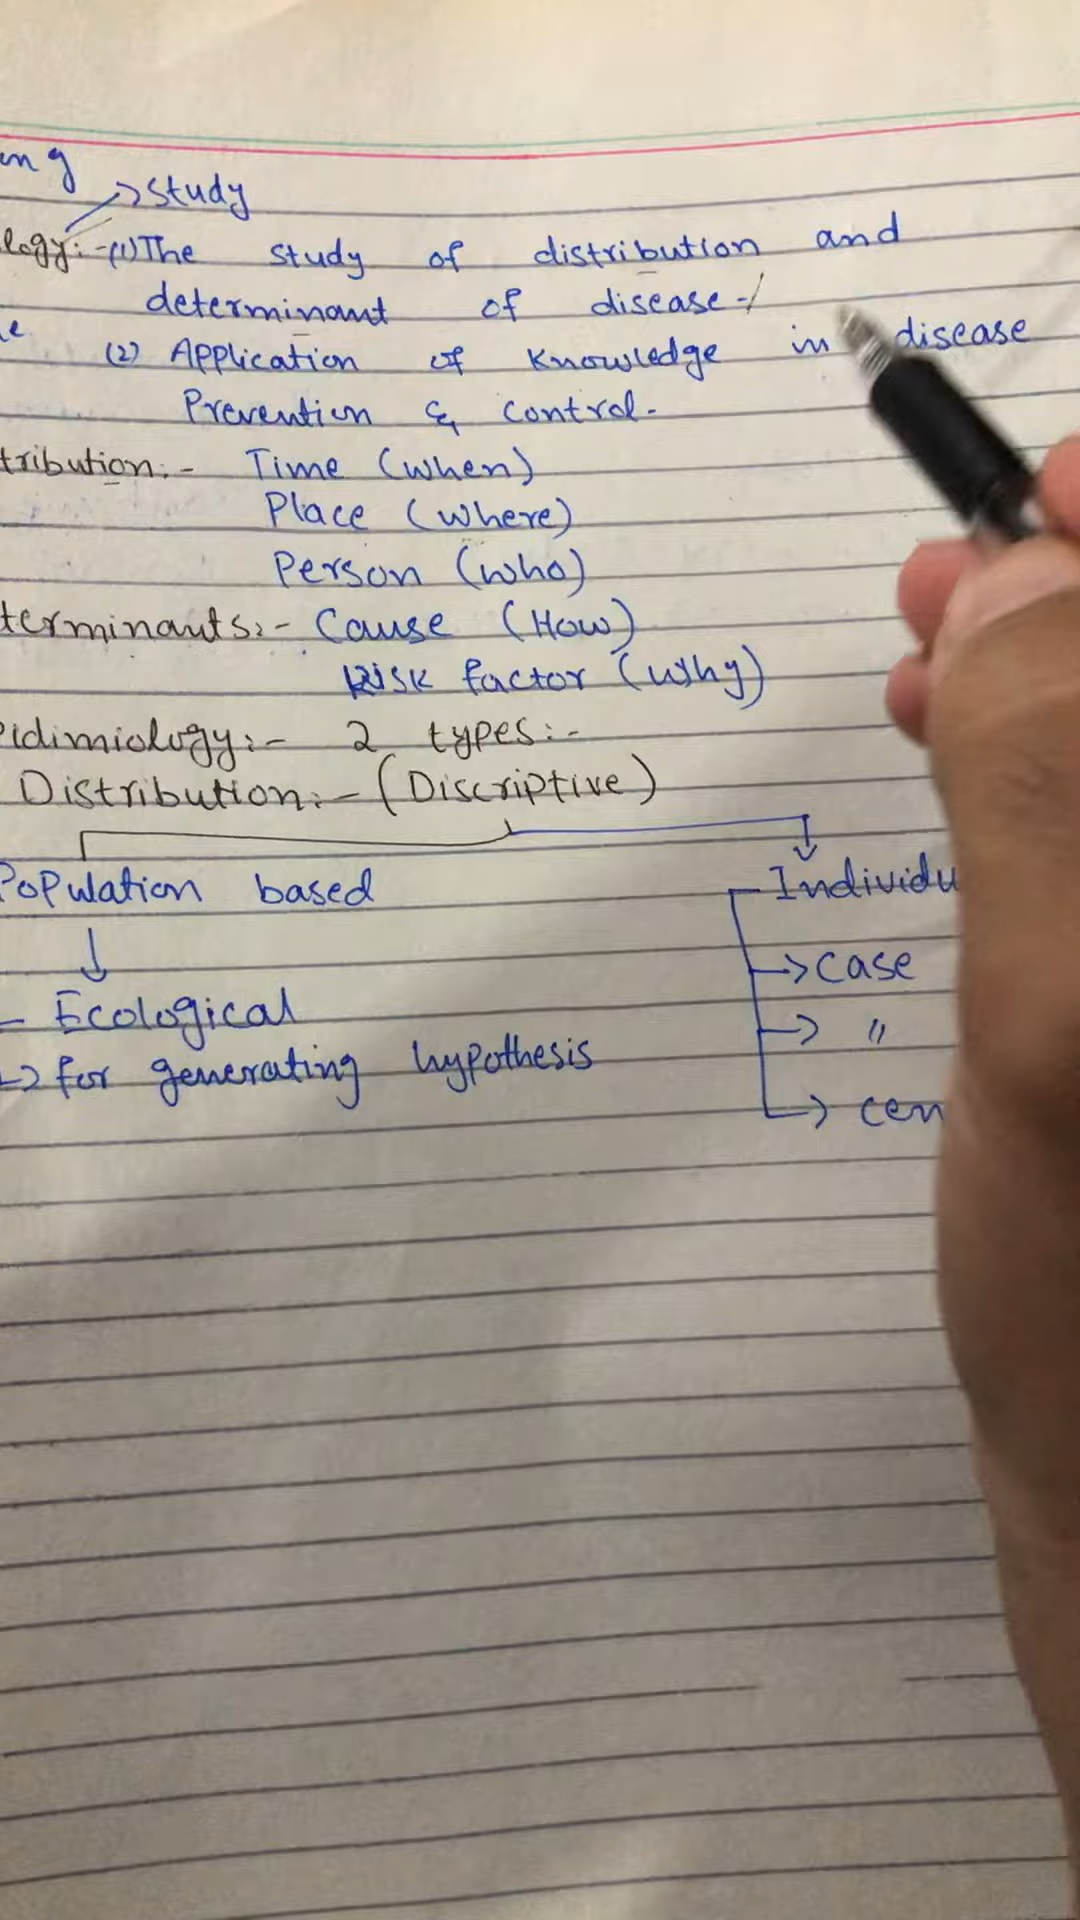 → Study
:- (1) The study of distribution and
determinant of disease -
(2) Application of Knowledge in disease
Prevention & control.
tribution:- Time (when)
Place (where)
Person (who)
terminants:- Cause (How)
Risk factor (why)
idimiology:- 2 types:-
Distribution:- (Discriptive)
Population based
Individu
↓
→ case
- Ecological
→ "
↳ for generating hypothesis
→ cen